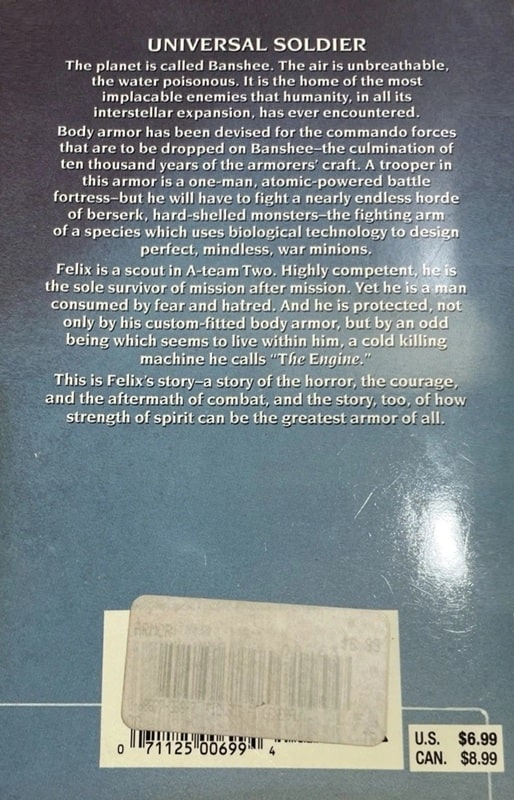 UNIVERSAL SOLDIER
The planet is called Banshee. The air is unbreathable,
the water poisonous. It is the home of the most
implacable enemies that humanity, in all its
interstellar expansion, has ever encountered.
Body armor has been devised for the commando forces
that are to be dropped on Banshee—the culmination of
ten thousand years of the armorers' craft. A trooper in
this armor is a one-man, atomic-powered battle
fortress—but he will have to fight a nearly endless horde
of berserk, hard-shelled monsters—the fighting arm
of a species which uses biological technology to design
perfect, mindless, war minions.
Felix is a scout in A-team Two. Highly competent, he is
the sole survivor of mission after mission. Yet he is a man
consumed by fear and hatred. And he is protected, not
only by his custom-fitted body armor, but by an odd
being which seems to live within him, a cold killing
machine he calls "The Engine."
This is Felix's story—a story of the horror, the courage,
and the aftermath of combat, and the story, too, of how
strength of spirit can be the greatest armor of all.
0 71125 00699 4
U.S. $6.99
CAN. $8.99